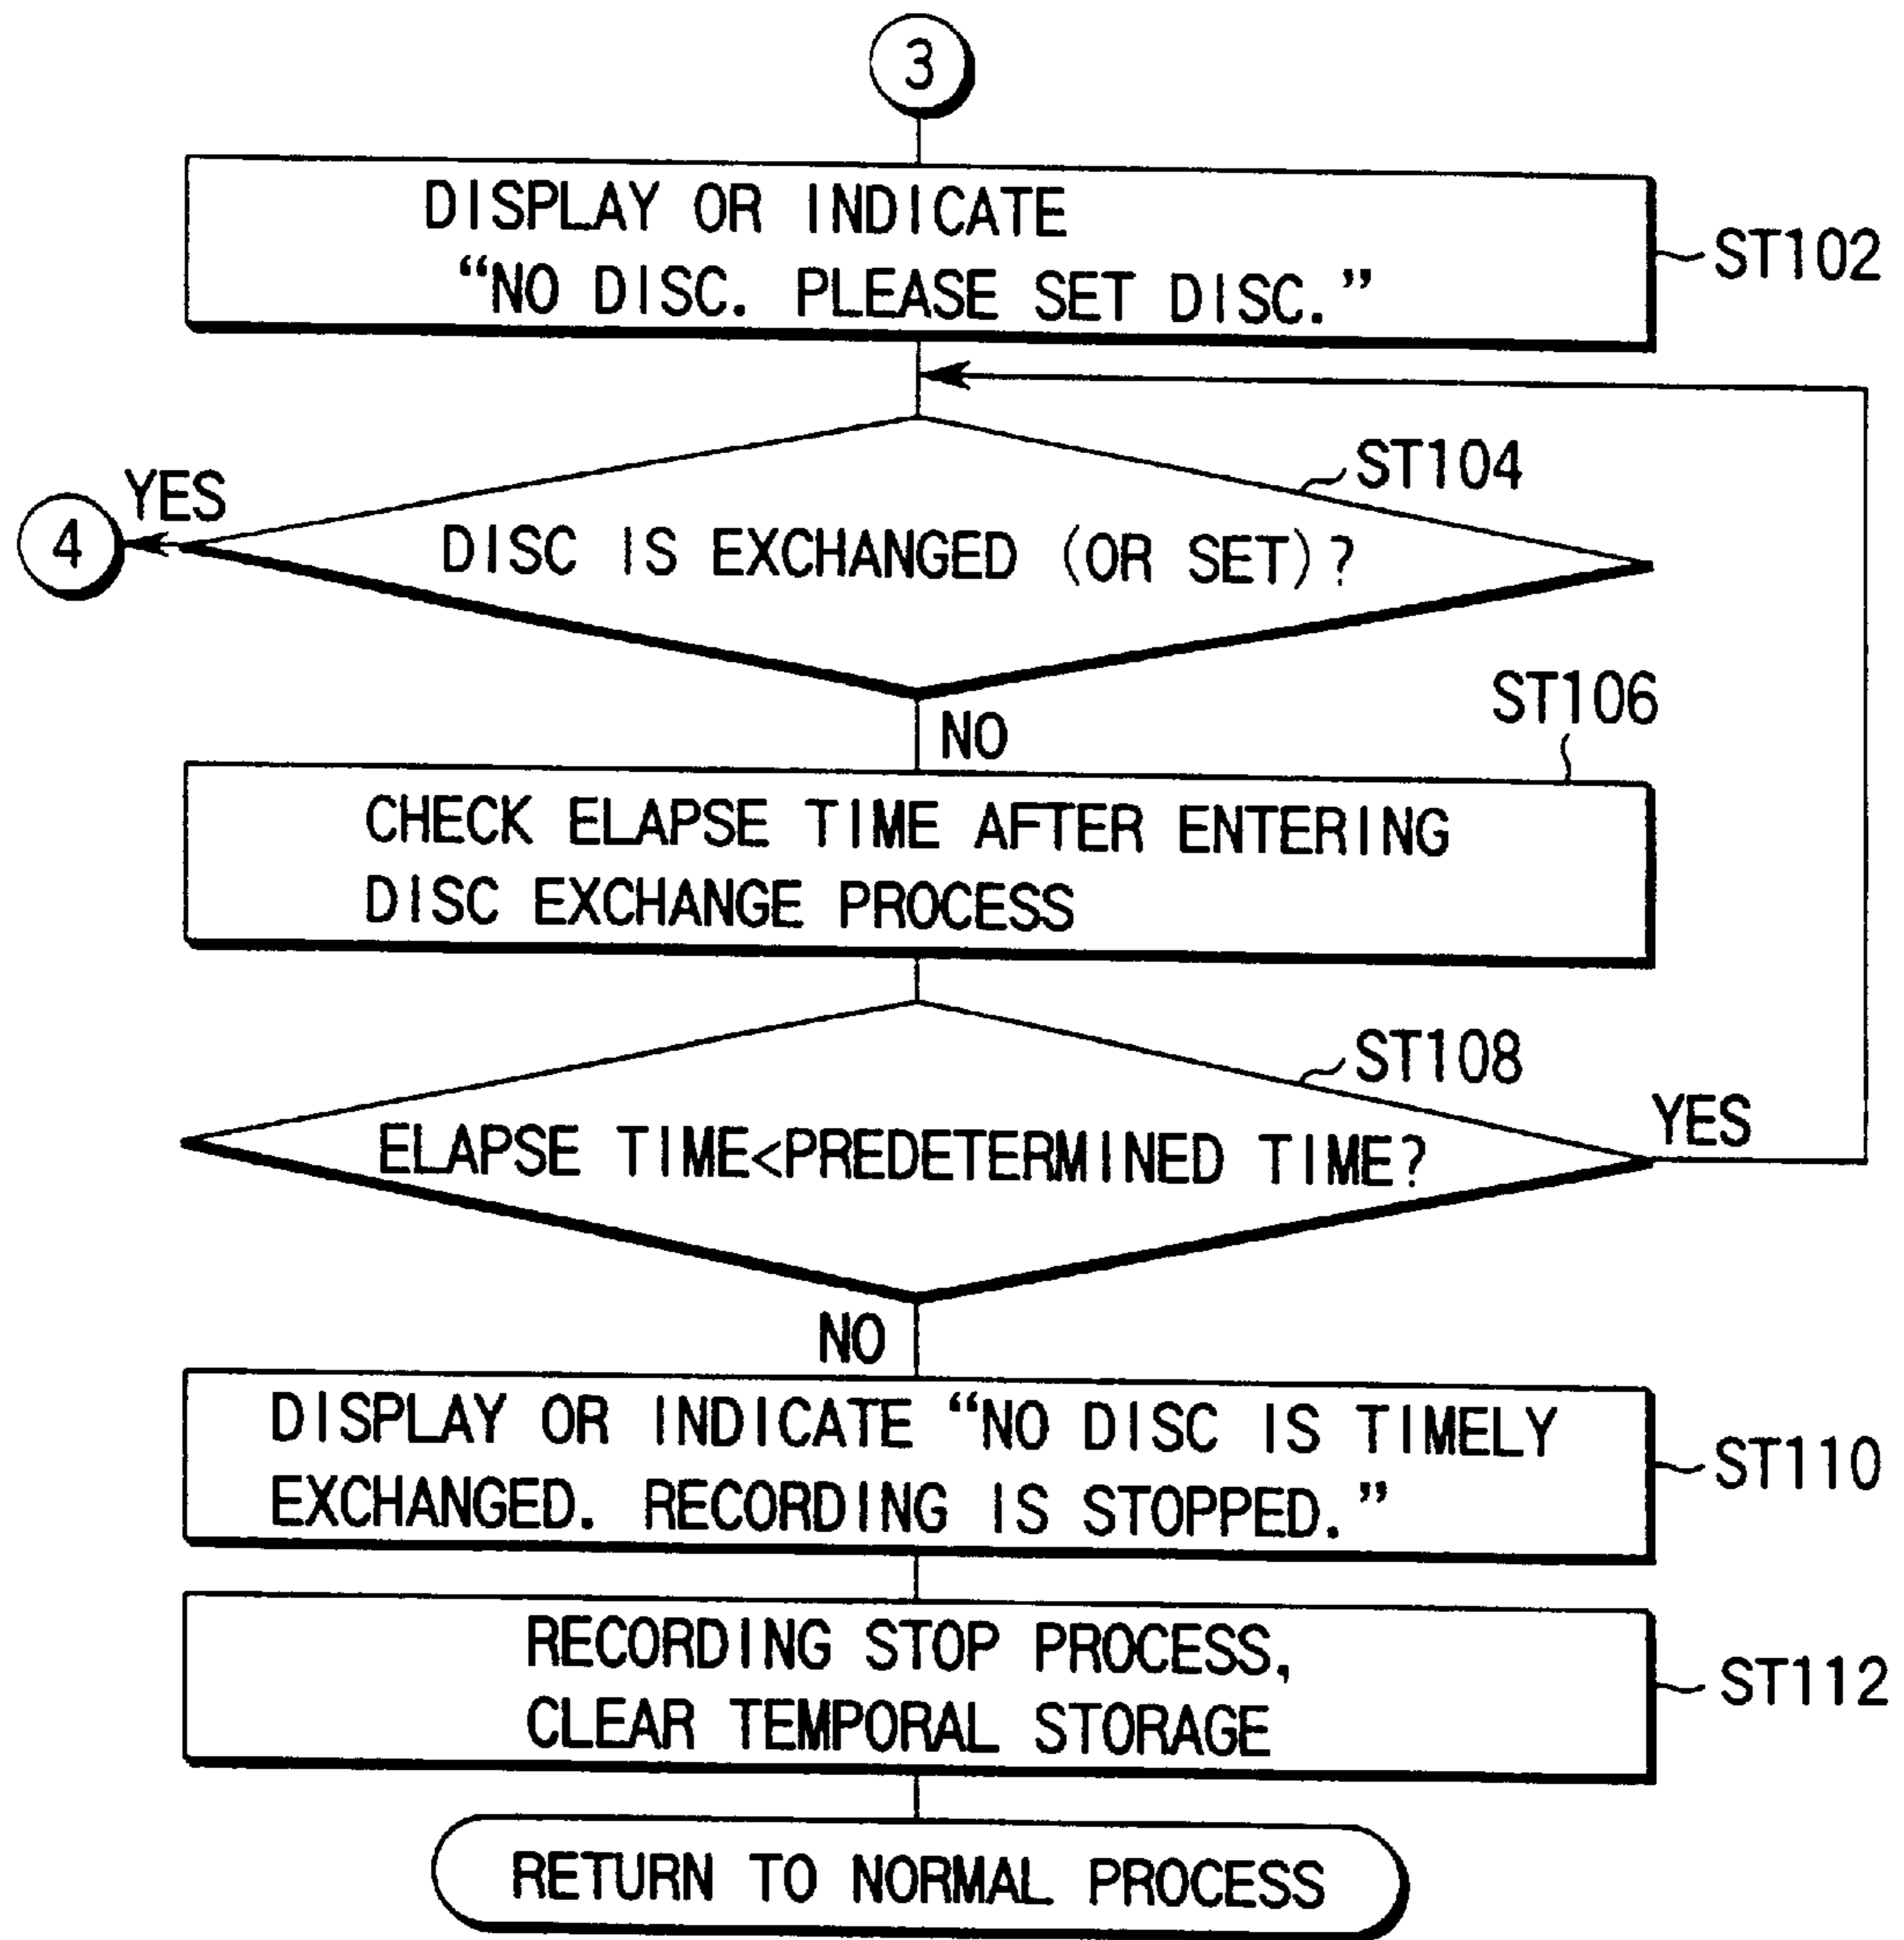 3
DISPLAY OR INDICATE
“NO DISC. PLEASE SET DISC.”
ST102
ST104
YES
4
DISC IS EXCHANGED (OR SET)?
NO
ST106
CHECK ELAPSE TIME AFTER ENTERING
DISC EXCHANGE PROCESS
ST108
ELAPSE TIME<PREDETERMINED TIME?
YES
NO
DISPLAY OR INDICATE “NO DISC IS TIMELY
EXCHANGED. RECORDING IS STOPPED.”
ST110
RECORDING STOP PROCESS,
CLEAR TEMPORAL STORAGE
ST112
RETURN TO NORMAL PROCESS